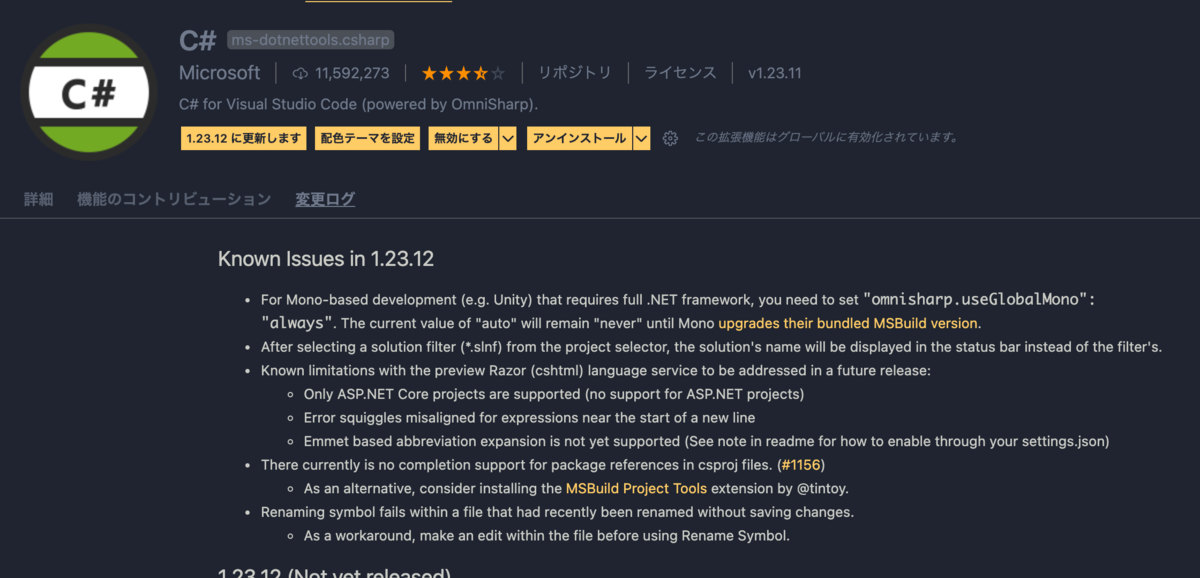 C#
C# ms-dotnettools.csharp
Microsoft 11,592,273 リポジトリ ライセンス v1.23.11
C# for Visual Studio Code (powered by OmniSharp).
1.23.12 に更新します 配色テーマを設定 無効にする アンインストール この拡張機能はグローバルに有効化されています。
詳細 機能のコントリビューション 変更ログ
Known Issues in 1.23.12
• For Mono-based development (e.g. Unity) that requires full .NET framework, you need to set "omnisharp.useGlobalMono":
"always". The current value of "auto" will remain "never" until Mono upgrades their bundled MSBuild version.
• After selecting a solution filter (*.slnf) from the project selector, the solution's name will be displayed in the status bar instead of the filter's.
• Known limitations with the preview Razor (cshtml) language service to be addressed in a future release:
◦ Only ASP.NET Core projects are supported (no support for ASP.NET projects)
◦ Error squiggles misaligned for expressions near the start of a new line
◦ Emmet based abbreviation expansion is not yet supported (See note in readme for how to enable through your settings.json)
• There currently is no completion support for package references in csproj files. (#1156)
◦ As an alternative, consider installing the MSBuild Project Tools extension by @tintoy.
• Renaming symbol fails within a file that had recently been renamed without saving changes.
◦ As a workaround, make an edit within the file before using Rename Symbol.
1.23.12 (Not yet released)